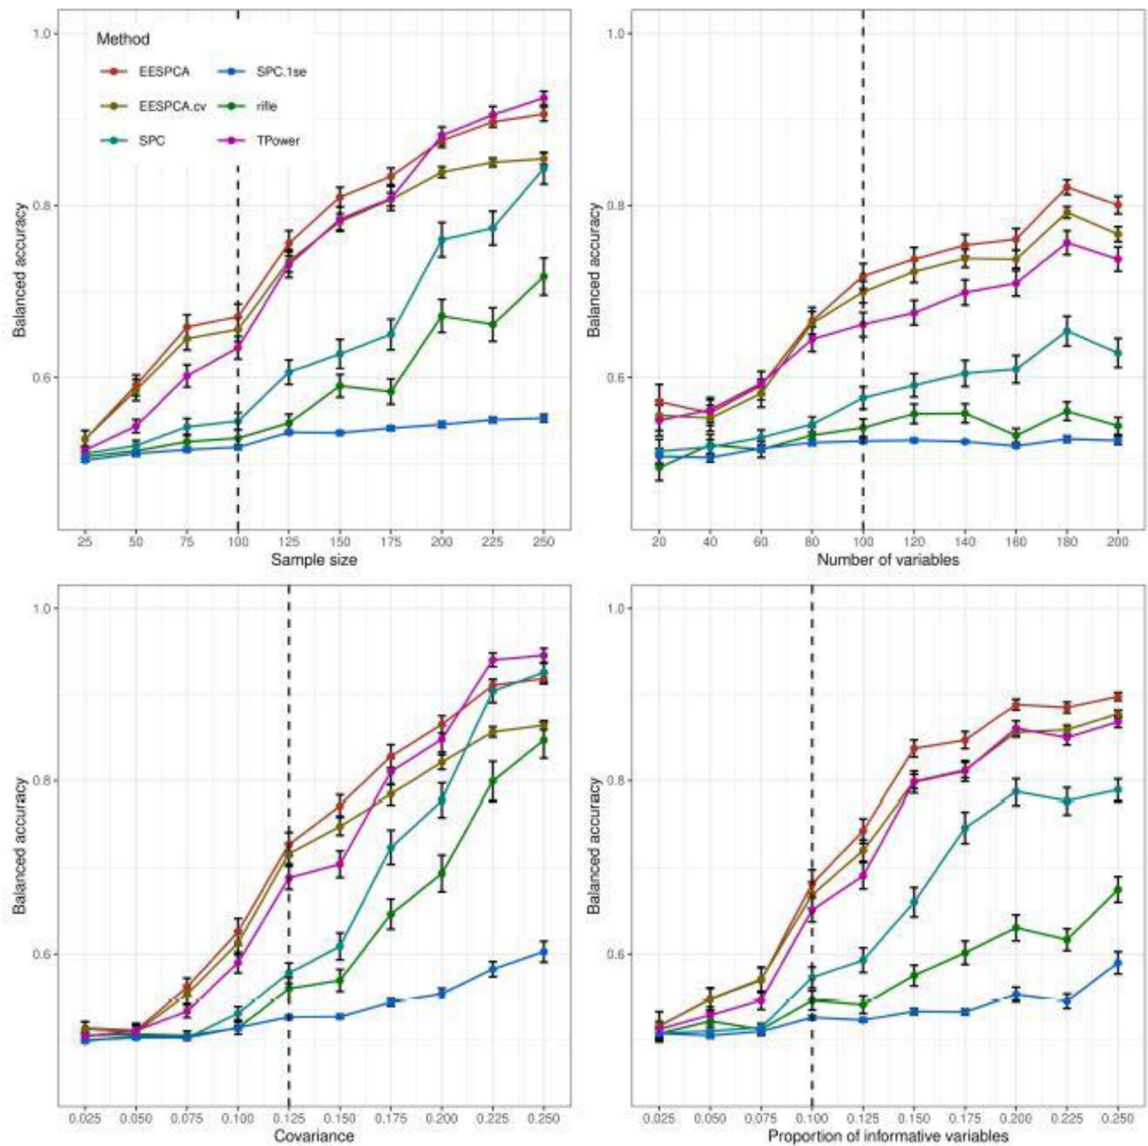 Method
EESPCA
SPC.1se
EESPCA.cv
rifle
SPC
TPower
1.0
0.8
0.6
Balanced accuracy
25 50 75 100 125 150 175 200 225 250
Sample size
1.0
0.8
0.6
Balanced accuracy
20 40 60 80 100 120 140 160 180 200
Number of variables
1.0
0.8
0.6
Balanced accuracy
0.025 0.050 0.075 0.100 0.125 0.150 0.175 0.200 0.225 0.250
Covariance
1.0
0.8
0.6
Balanced accuracy
0.025 0.050 0.075 0.100 0.125 0.150 0.175 0.200 0.225 0.250
Proportion of informative variables